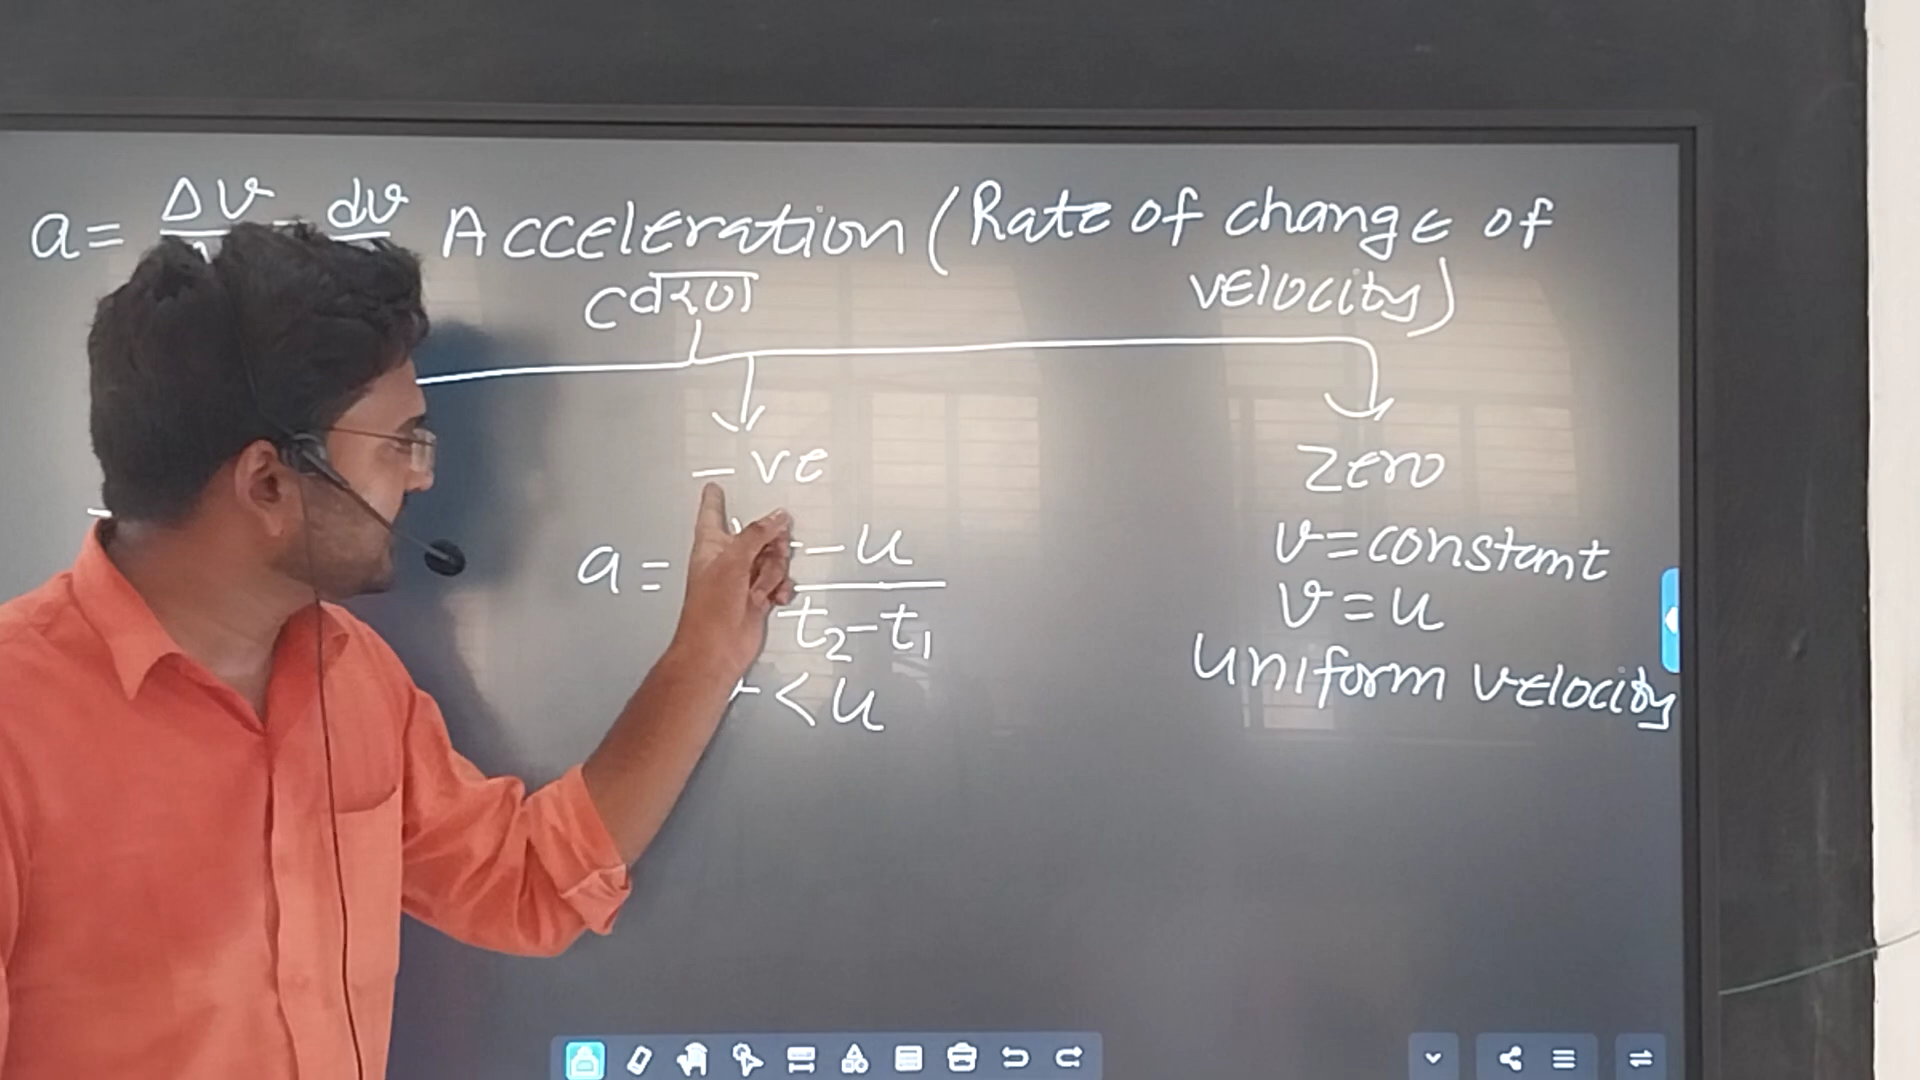 a = Δv dv Acceleration (Rate of change of velocity)
(त्वरण)
-ve
a = - u
t₂ - t₁
< u
Zero
v = constant
v = u
Uniform velocity